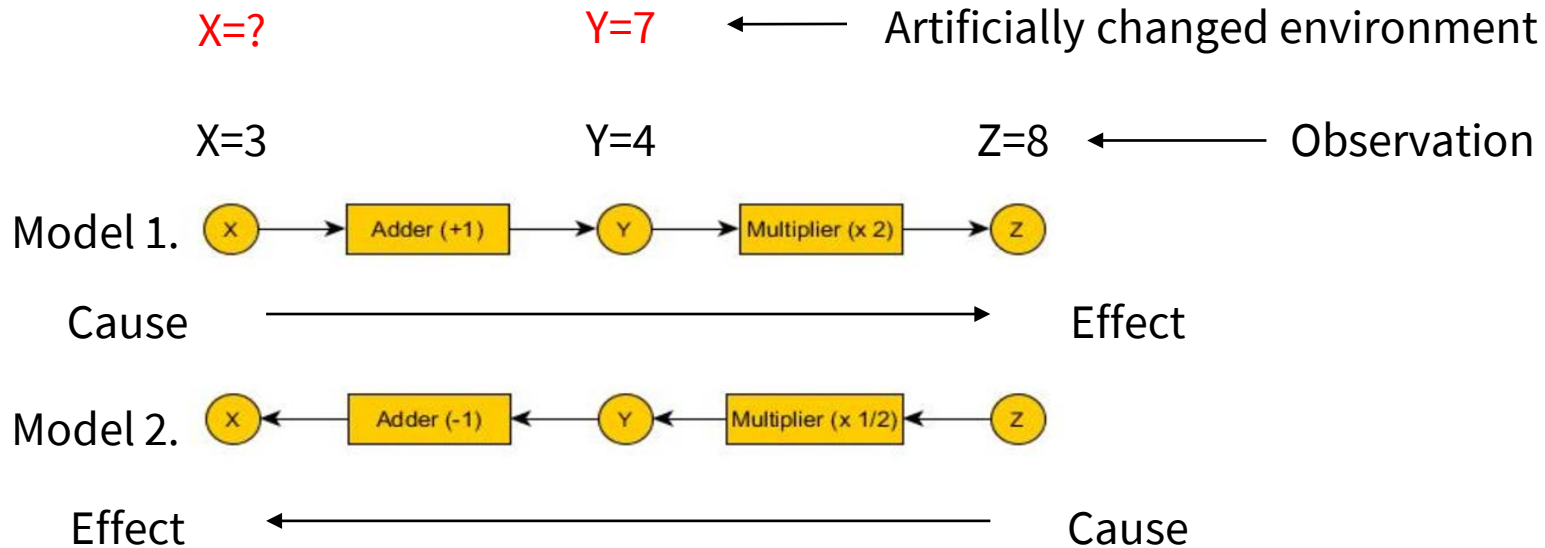 X=? Y=7 Artificially changed environment
X=3 Y=4 Z=8 Observation
Model 1. X Adder (+1) Y Multiplier (x 2) Z
Cause Effect
Model 2. X Adder (-1) Y Multiplier (x 1/2) Z
Effect Cause